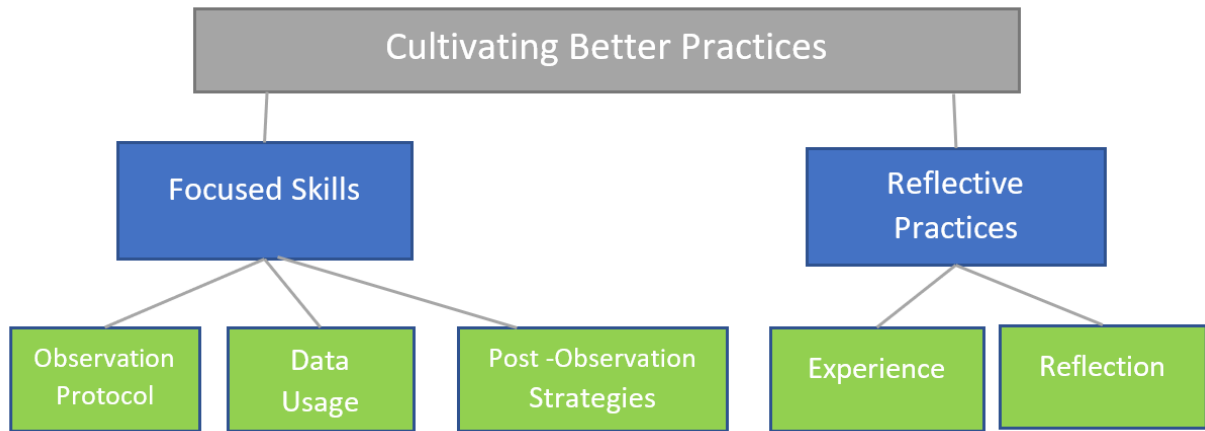 Cultivating Better Practices
Focused Skills
Reflective
Practices
Observation
Protocol
Data
Usage
Post -Observation
Strategies
Experience
Reflection